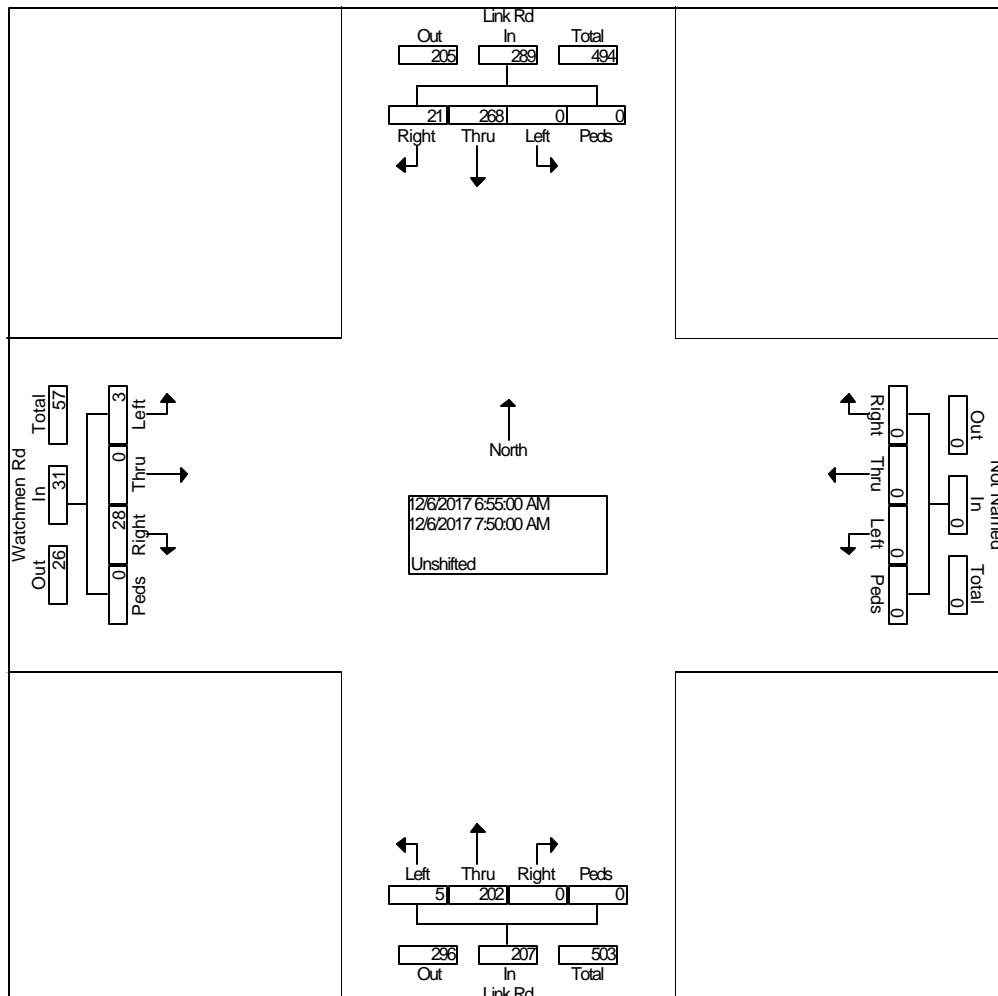 Link Rd
Out In Total
205 289 494
21 268 0 0
Right Thru Left Peds
Watchmen Rd
Total In Out
57 31 26
3 0 28 0
Left Thru Right Peds
North
12/6/2017 6:55:00 AM
12/6/2017 7:50:00 AM
Unshifted
Right Thru Left Peds
0 0 0 0
Out In Total
0 0 0
Not Named
Left Thru Right Peds
5 202 0 0
296 207 503
Out In Total
Link Rd